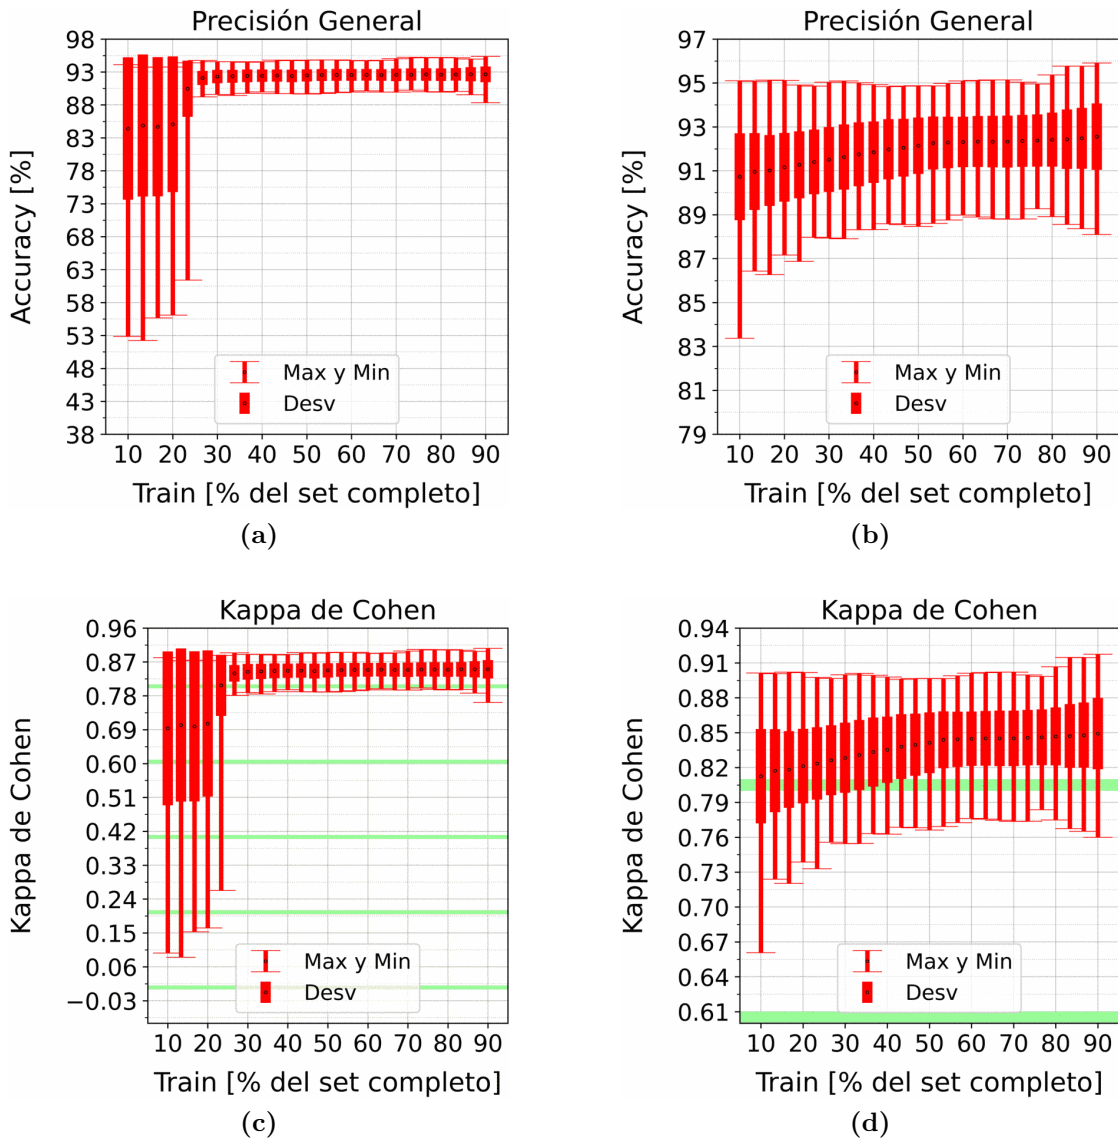 Precisión General
98
93
88
83
78
73
68
63
58
53
48
43
38
Accuracy [%]
Max y Min
Desv
10 20 30 40 50 60 70 80 90
Train [% del set completo]
(a)
Precisión General
97
95
93
91
89
87
85
83
81
79
Accuracy [%]
Max y Min
Desv
10 20 30 40 50 60 70 80 90
Train [% del set completo]
(b)
Kappa de Cohen
0.96
0.87
0.78
0.69
0.60
0.51
0.42
0.33
0.24
0.15
0.06
−0.03
Kappa de Cohen
Max y Min
Desv
10 20 30 40 50 60 70 80 90
Train [% del set completo]
(c)
Kappa de Cohen
0.94
0.91
0.88
0.85
0.82
0.79
0.76
0.73
0.70
0.67
0.64
0.61
Kappa de Cohen
Max y Min
Desv
10 20 30 40 50 60 70 80 90
Train [% del set completo]
(d)